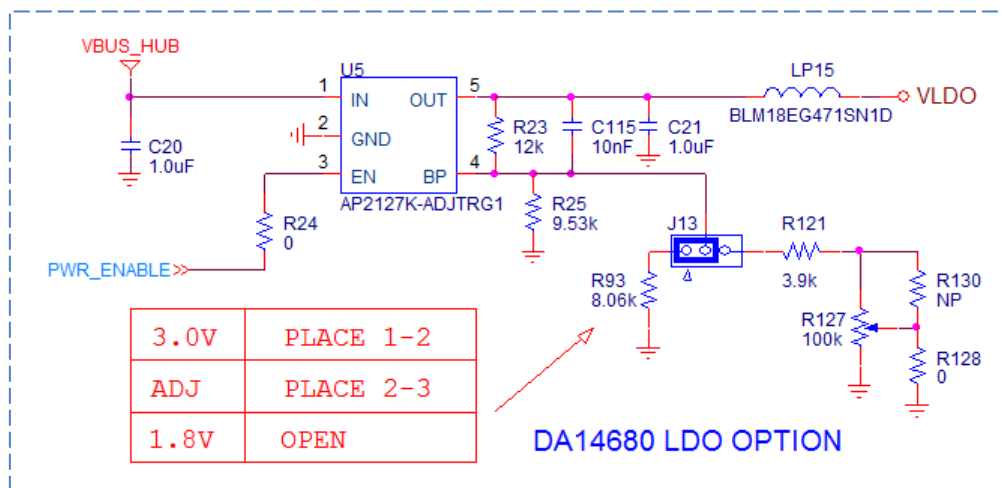 VBUS_HUB
U5
1 IN OUT 5
2 GND
3 EN BP 4
AP2127K-ADJTRG1
C20
1.0uF
R24
0
PWR_ENABLE
R23
12k
C115
10nF
C21
1.0uF
LP15
BLM18EG471SN1D
VLDO
R25
9.53k
J13
R93
8.06k
R121
3.9k
R127
100k
R130
NP
R128
0
3.0V PLACE 1-2
ADJ PLACE 2-3
1.8V OPEN
DA14680 LDO OPTION